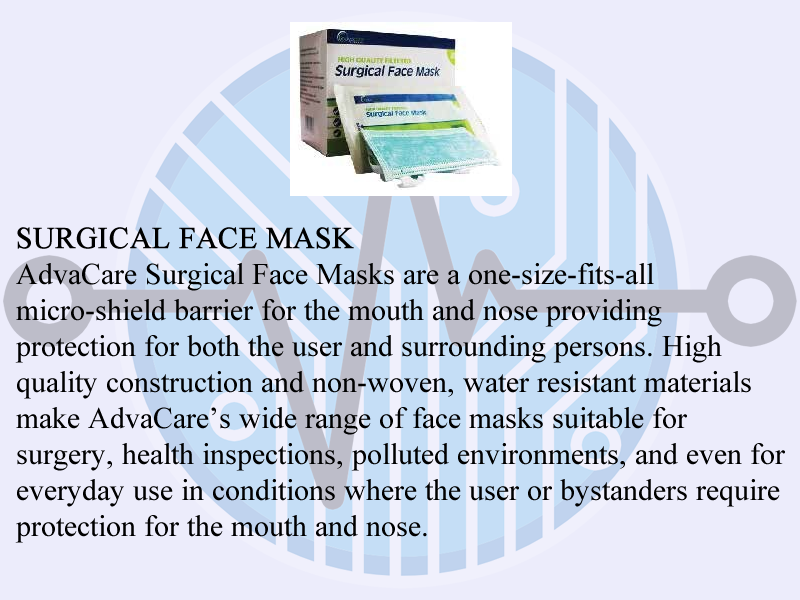 HIGH QUALITY FILTERED
Surgical Face Mask
Surgical Face Mask
SURGICAL FACE MASK
AdvaCare Surgical Face Masks are a one-size-fits-all
micro-shield barrier for the mouth and nose providing
protection for both the user and surrounding persons. High
quality construction and non-woven, water resistant materials
make AdvaCare’s wide range of face masks suitable for
surgery, health inspections, polluted environments, and even for
everyday use in conditions where the user or bystanders require
protection for the mouth and nose.